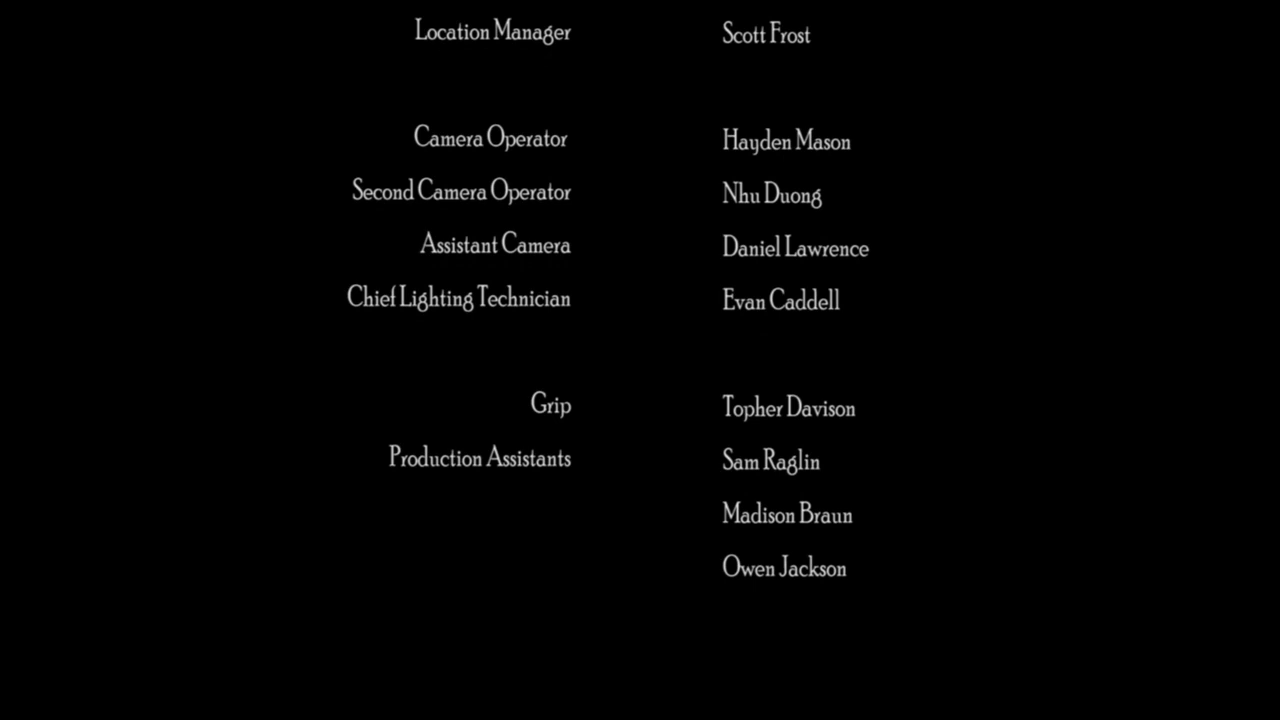 Location Manager Scott Frost
Camera Operator Hayden Mason
Second Camera Operator Nhu Duong
Assistant Camera Daniel Lawrence
Chief Lighting Technician Evan Caddell
Grip Topher Davison
Production Assistants Sam Raglin
Madison Braun
Owen Jackson